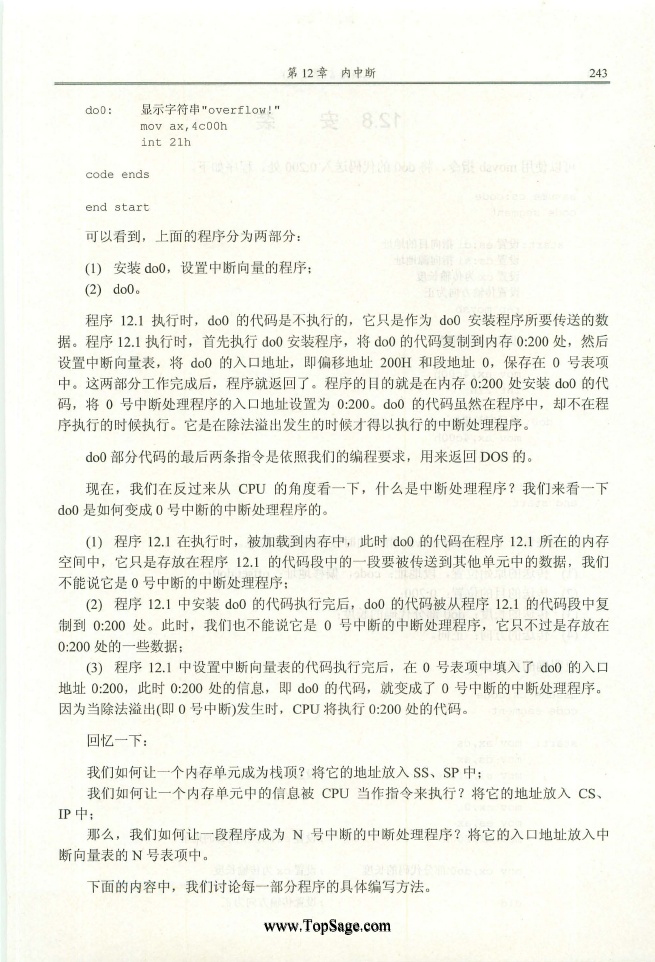 第 12 章 内中断 243
do0: 显示字符串"overflow!"
mov ax,4c00h
int 21h
code ends
end start
可以看到，上面的程序分为两部分：
(1) 安装 do0，设置中断向量的程序；
(2) do0。
程序 12.1 执行时，do0 的代码是不执行的，它只是作为 do0 安装程序所要传送的数
据。程序 12.1 执行时，首先执行 do0 安装程序，将 do0 的代码复制到内存 0:200 处，然后
设置中断向量表，将 do0 的入口地址，即偏移地址 200H 和段地址 0，保存在 0 号表项
中。这两部分工作完成后，程序就返回了。程序的目的就是在内存 0:200 处安装 do0 的代
码，将 0 号中断处理程序的入口地址设置为 0:200。do0 的代码虽然在程序中，却不在程
序执行的时候执行。它是在除法溢出发生的时候才得以执行的中断处理程序。
do0 部分代码的最后两条指令是依照我们的编程要求，用来返回 DOS 的。
现在，我们在反过来从 CPU 的角度看一下，什么是中断处理程序？我们来看一下
do0 是如何变成 0 号中断的中断处理程序的。
(1) 程序 12.1 在执行时，被加载到内存中，此时 do0 的代码在程序 12.1 所在的内存
空间中，它只是存放在程序 12.1 的代码段中的一段要被传送到其他单元中的数据，我们
不能说它是 0 号中断的中断处理程序；
(2) 程序 12.1 中安装 do0 的代码执行完后，do0 的代码被从程序 12.1 的代码段中复
制到 0:200 处。此时，我们也不能说它是 0 号中断的中断处理程序，它只不过是存放在
0:200 处的一些数据；
(3) 程序 12.1 中设置中断向量表的代码执行完后，在 0 号表项中填入了 do0 的入口
地址 0:200，此时 0:200 处的信息，即 do0 的代码，就变成了 0 号中断的中断处理程序。
因为当除法溢出(即 0 号中断)发生时，CPU 将执行 0:200 处的代码。
回忆一下：
我们如何让一个内存单元成为栈顶？将它的地址放入 SS、SP 中；
我们如何让一个内存单元中的信息被 CPU 当作指令来执行？将它的地址放入 CS、
IP 中；
那么，我们如何让一段程序成为 N 号中断的中断处理程序？将它的入口地址放入中
断向量表的 N 号表项中。
下面的内容中，我们讨论每一部分程序的具体编写方法。
www.TopSage.com